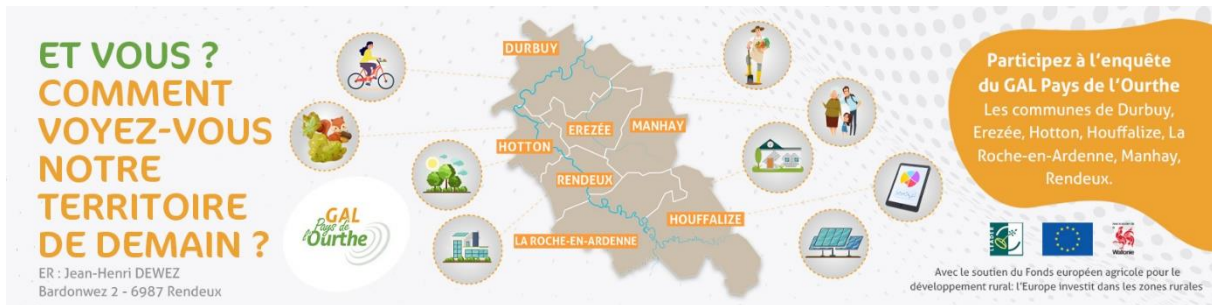 ET VOUS ?
COMMENT
VOYEZ-VOUS
NOTRE
TERRITOIRE
DE DEMAIN ?
ER : Jean-Henri DEWEZ
Bardonwez 2 - 6987 Rendeux
GAL
Pays de
l'Ourthe
DURBUY
EREZÉE
MANHAY
HOTTON
RENDEUX
HOUFFALIZE
LA ROCHE-EN-ARDENNE
Participez à l'enquête
du GAL Pays de l'Ourthe
Les communes de Durbuy,
Erezée, Hotton, Houffalize, La
Roche-en-Ardenne, Manhay,
Rendeux.
LEADER
Wallonie
Avec le soutien du Fonds européen agricole pour le
développement rural: l'Europe investit dans les zones rurales